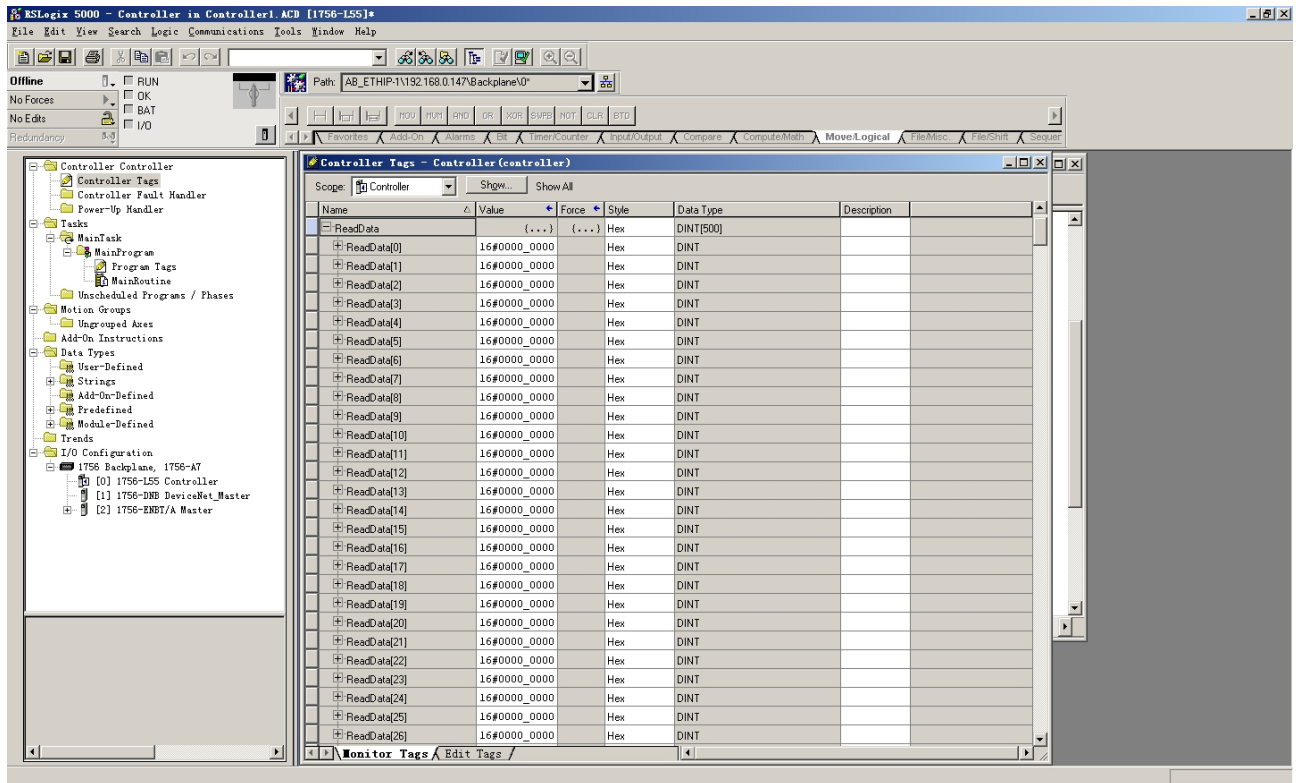 RSLogix 5000 - Controller in Controller1.ACD [1756-L55]*
File Edit View Search Logic Communications Tools Window Help
Offline
RUN
Path: AB_ETHIP-1\192.168.0.147\Backplane\0*
No Forces
OK
No Edits
BAT
Redundancy
I/O
MOV MVM AND OR XOR SWPB NOT CLR BTD
Favorites Add-On Alarms Bit Timer/Counter Input/Output Compare Compute/Math Move/Logical File/Misc. File/Shift Sequer
Controller Controller
Controller Tags
Controller Fault Handler
Power-Up Handler
Tasks
MainTask
MainProgram
Program Tags
MainRoutine
Unscheduled Programs / Phases
Motion Groups
Ungrouped Axes
Add-On Instructions
Data Types
User-Defined
Strings
Add-On-Defined
Predefined
Module-Defined
Trends
I/O Configuration
1756 Backplane, 1756-A7
[0] 1756-L55 Controller
[1] 1756-DNB DeviceNet_Master
[2] 1756-ENBT/A Master
Controller Tags - Controller(controller)
Scope: Controller Show... Show All
Name Value Force Style Data Type Description
ReadData {...} {...} Hex DINT[500]
ReadData[0] 16#0000_0000 Hex DINT
ReadData[1] 16#0000_0000 Hex DINT
ReadData[2] 16#0000_0000 Hex DINT
ReadData[3] 16#0000_0000 Hex DINT
ReadData[4] 16#0000_0000 Hex DINT
ReadData[5] 16#0000_0000 Hex DINT
ReadData[6] 16#0000_0000 Hex DINT
ReadData[7] 16#0000_0000 Hex DINT
ReadData[8] 16#0000_0000 Hex DINT
ReadData[9] 16#0000_0000 Hex DINT
ReadData[10] 16#0000_0000 Hex DINT
ReadData[11] 16#0000_0000 Hex DINT
ReadData[12] 16#0000_0000 Hex DINT
ReadData[13] 16#0000_0000 Hex DINT
ReadData[14] 16#0000_0000 Hex DINT
ReadData[15] 16#0000_0000 Hex DINT
ReadData[16] 16#0000_0000 Hex DINT
ReadData[17] 16#0000_0000 Hex DINT
ReadData[18] 16#0000_0000 Hex DINT
ReadData[19] 16#0000_0000 Hex DINT
ReadData[20] 16#0000_0000 Hex DINT
ReadData[21] 16#0000_0000 Hex DINT
ReadData[22] 16#0000_0000 Hex DINT
ReadData[23] 16#0000_0000 Hex DINT
ReadData[24] 16#0000_0000 Hex DINT
ReadData[25] 16#0000_0000 Hex DINT
ReadData[26] 16#0000_0000 Hex DINT
Monitor Tags Edit Tags